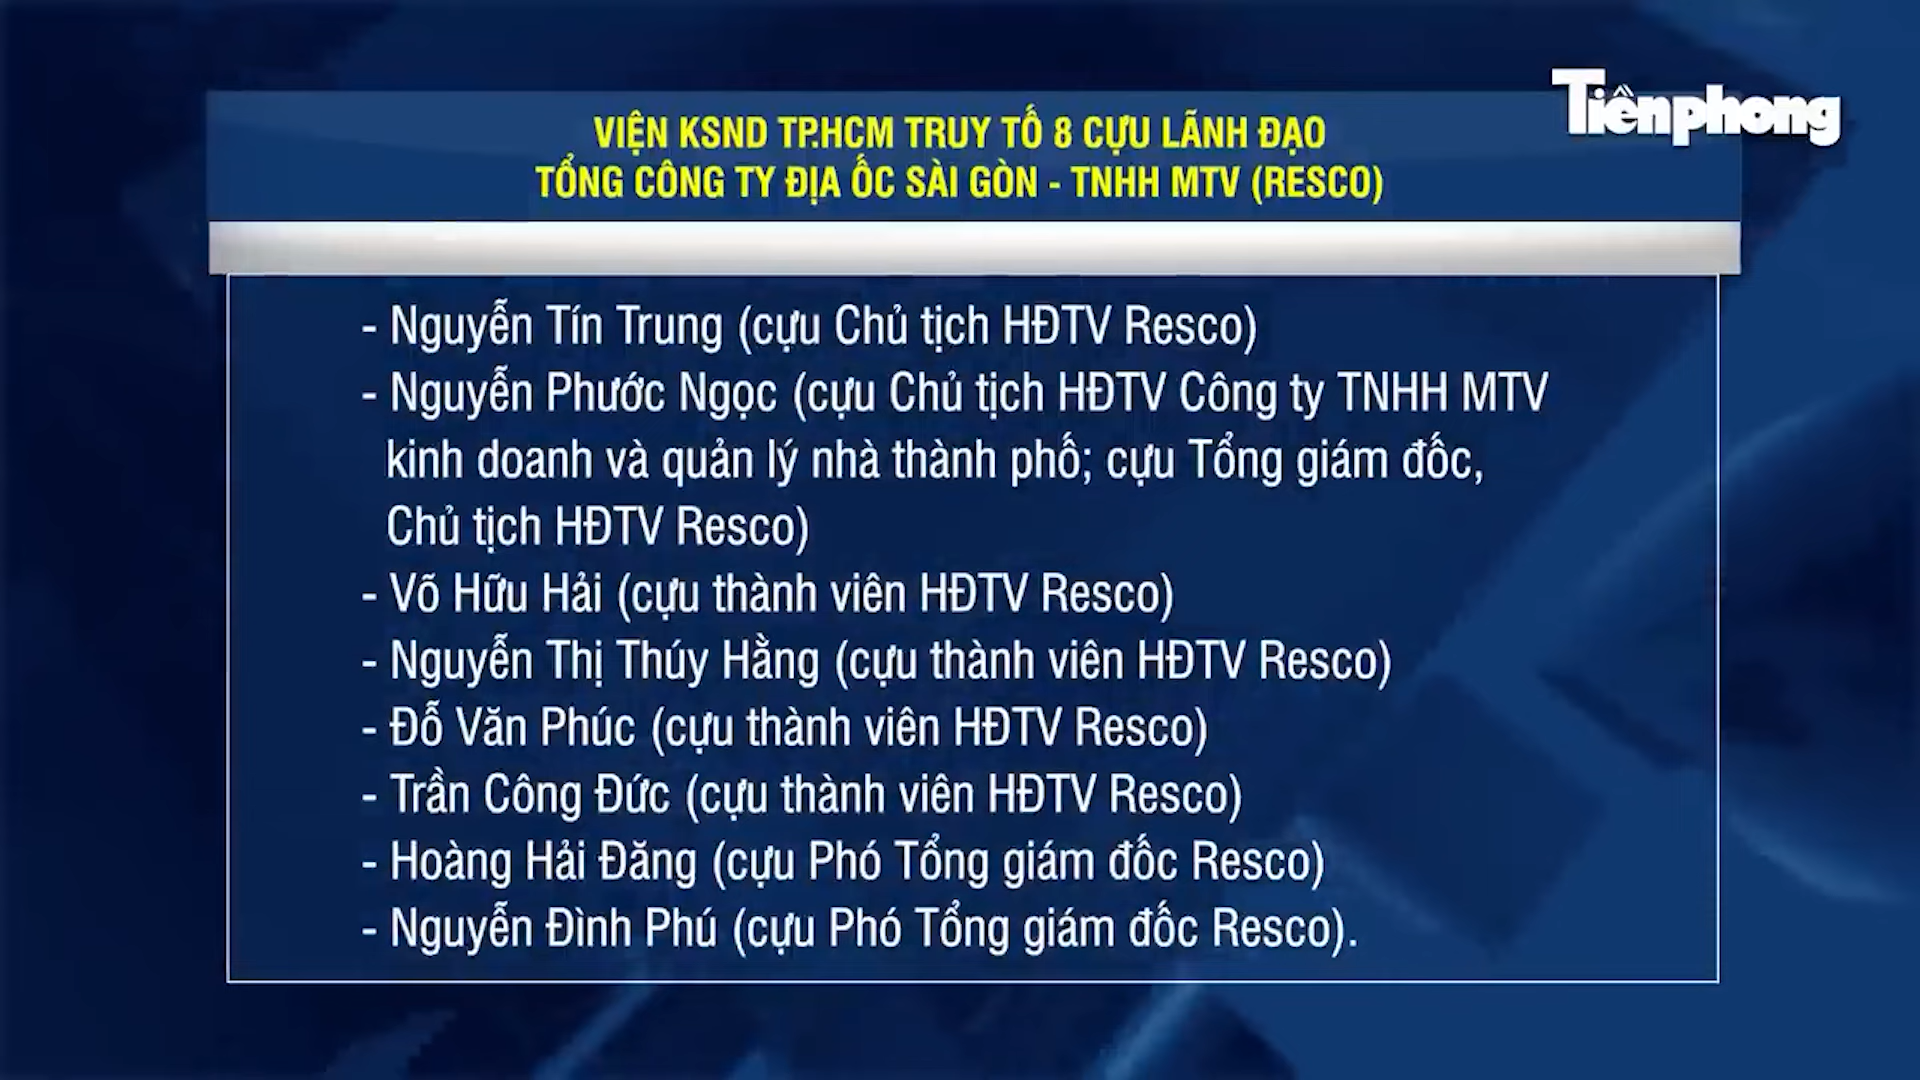 Tiềnphong
VIỆN KSND TP.HCM TRUY TỐ 8 CỰU LÃNH ĐẠO
TỔNG CÔNG TY ĐỊA ỐC SÀI GÒN - TNHH MTV (RESCO)
- Nguyễn Tín Trung (cựu Chủ tịch HĐTV Resco)
- Nguyễn Phước Ngọc (cựu Chủ tịch HĐTV Công ty TNHH MTV
kinh doanh và quản lý nhà thành phố; cựu Tổng giám đốc,
Chủ tịch HĐTV Resco)
- Võ Hữu Hải (cựu thành viên HĐTV Resco)
- Nguyễn Thị Thúy Hằng (cựu thành viên HĐTV Resco)
- Đỗ Văn Phúc (cựu thành viên HĐTV Resco)
- Trần Công Đức (cựu thành viên HĐTV Resco)
- Hoàng Hải Đăng (cựu Phó Tổng giám đốc Resco)
- Nguyễn Đình Phú (cựu Phó Tổng giám đốc Resco).